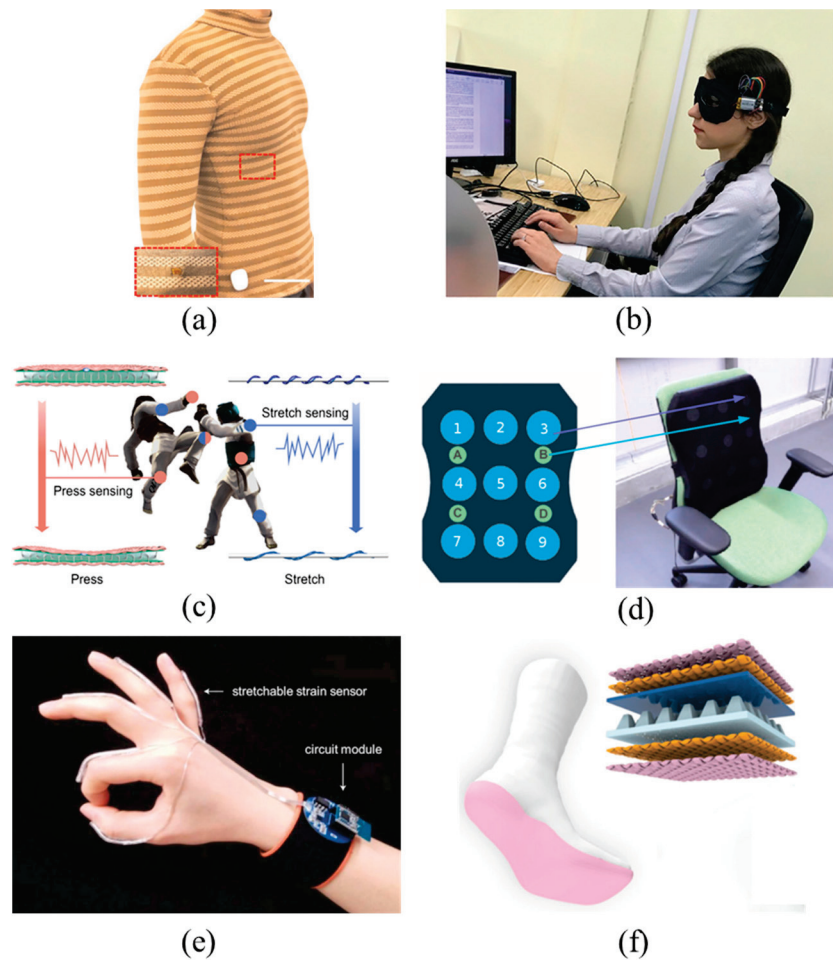 (a)
(b)
Stretch sensing
Press sensing
Press
Stretch
(c)
1 2 3
A B
4 5 6
C D
7 8 9
(d)
stretchable strain sensor
circuit module
(e)
(f)